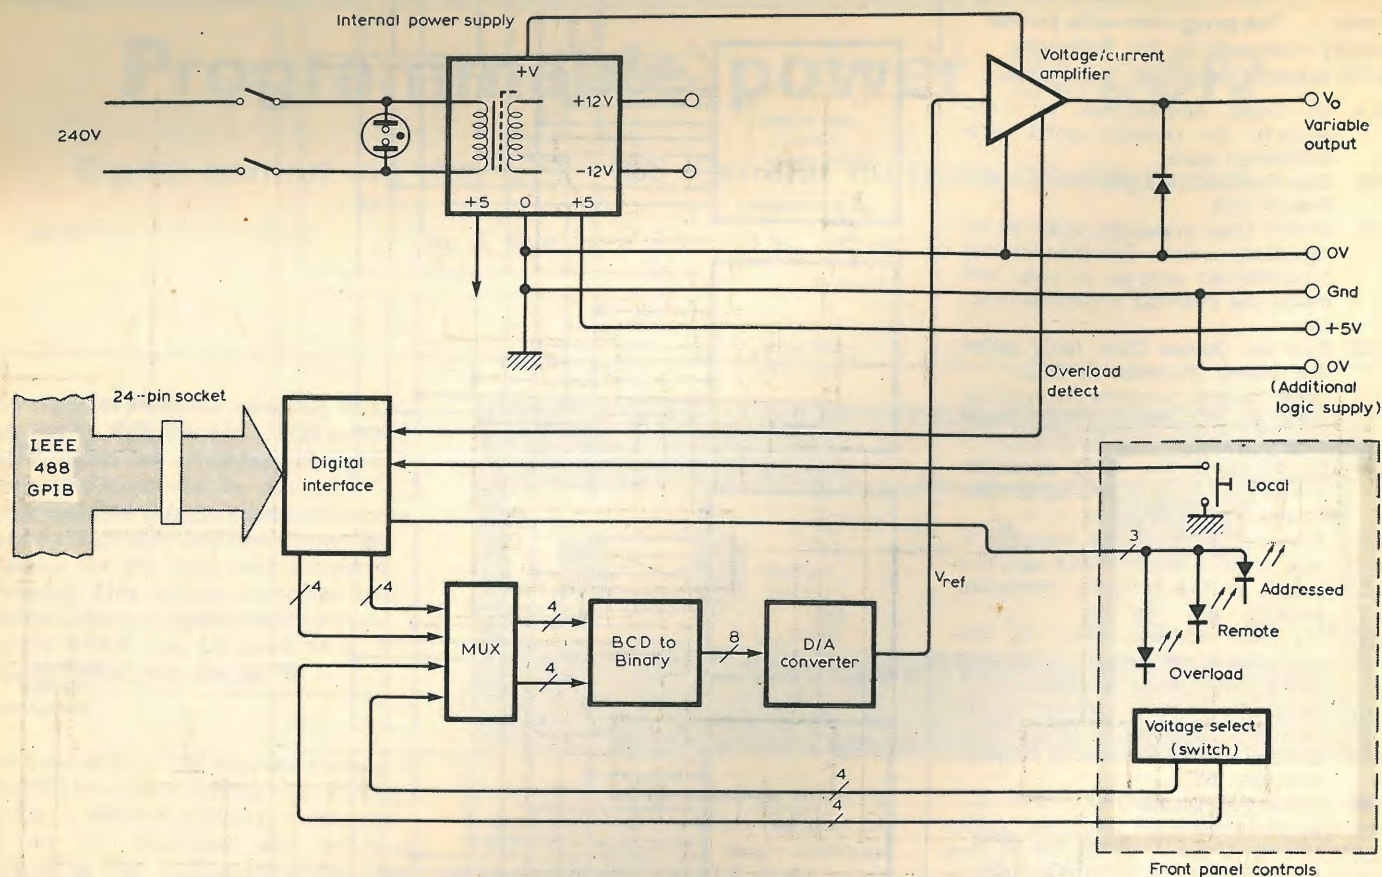 Internal power supply
+V
Voltage/current
amplifier
240V
+12V
-12V
+5
0
+5
Vo
Variable
output
0V
Gnd
+5V
0V
(Additional
logic supply)
Overload
detect
24-pin socket
IEEE
488
GPIB
Digital
interface
Local
3
Addressed
Remote
Overload
4
4
MUX
4
4
BCD to
Binary
8
D/A
converter
Vref
Voltage select
(switch)
4
4
Front panel controls
Programmable power